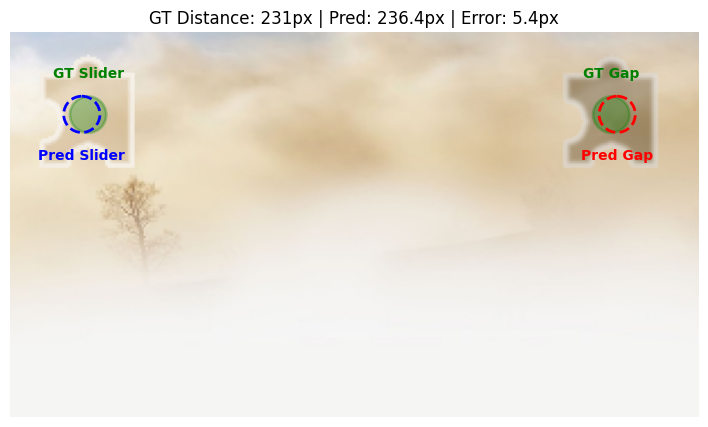 GT Distance: 231px | Pred: 236.4px | Error: 5.4px
GT Slider
GT Gap
Pred Slider
Pred Gap